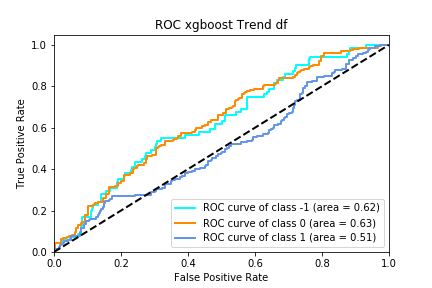 ROC xgboost Trend df
True Positive Rate
1.0
0.8
0.6
0.4
0.2
0.0
ROC curve of class -1 (area = 0.62)
ROC curve of class 0 (area = 0.63)
ROC curve of class 1 (area = 0.51)
0.0 0.2 0.4 0.6 0.8 1.0
False Positive Rate